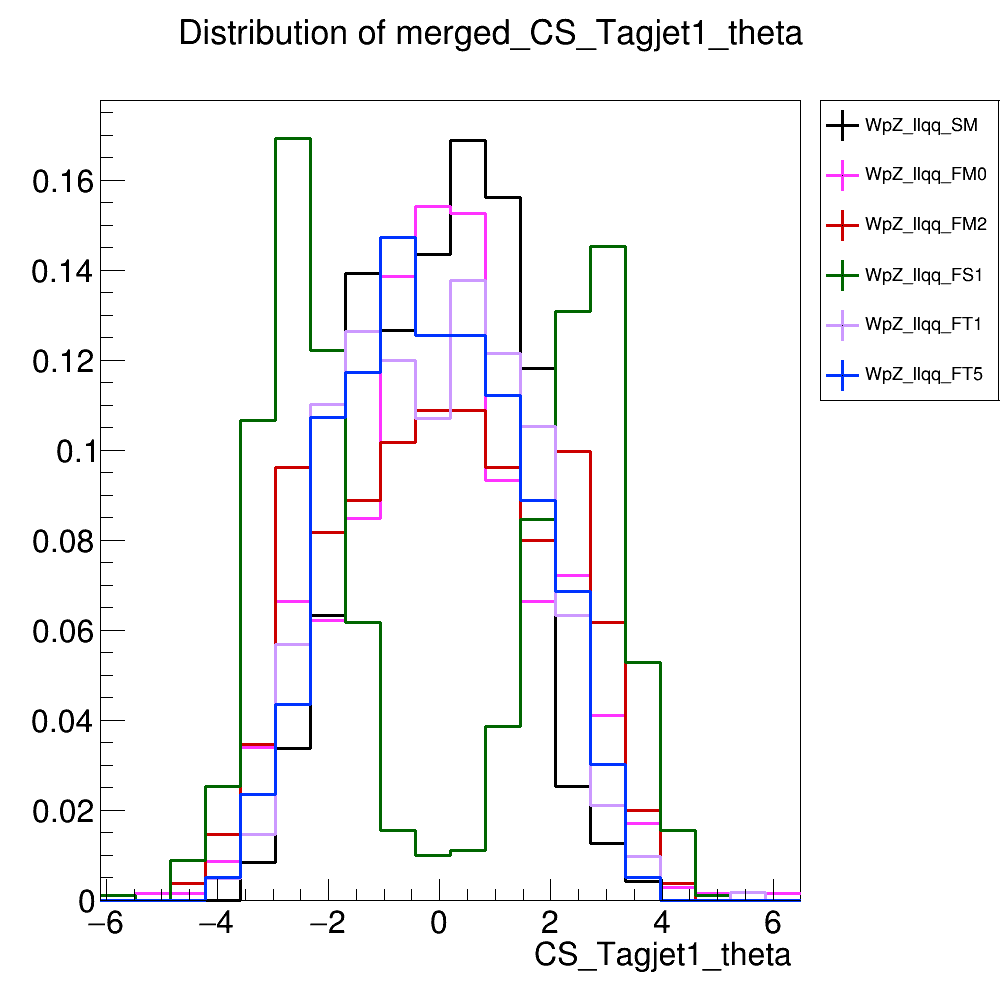 Distribution of merged_CS_Tagjet1_theta
WpZ_llqq_SM
WpZ_llqq_FM0
WpZ_llqq_FM2
WpZ_llqq_FS1
WpZ_llqq_FT1
WpZ_llqq_FT5
0.16
0.14
0.12
0.1
0.08
0.06
0.04
0.02
0
−6 −4 −2 0 2 4 6
CS_Tagjet1_theta